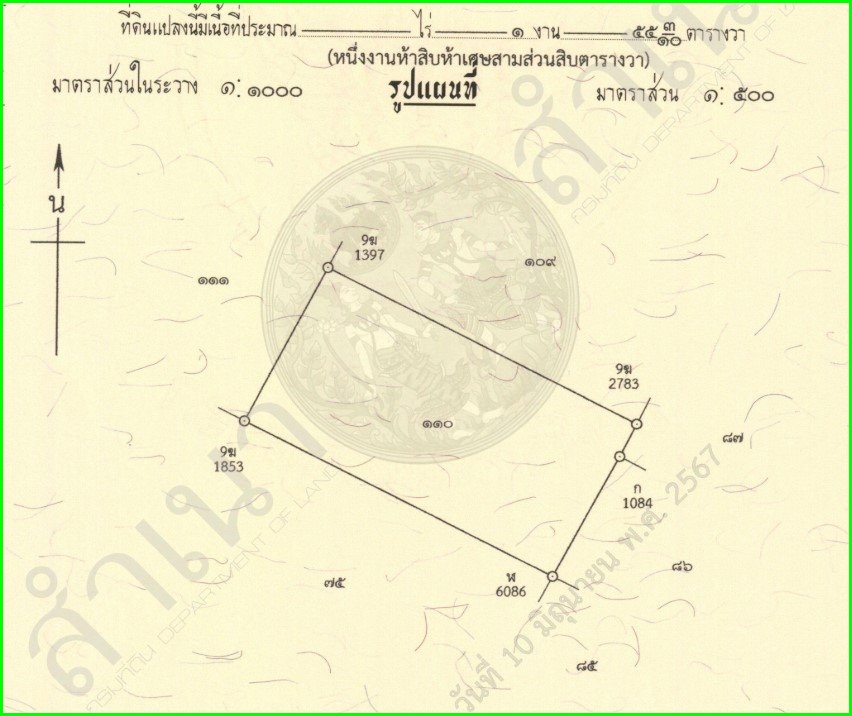 ที่ดินแปลงนี้มีเนื้อที่ประมาณ ——— ไร่ ——— ๑ งาน ——— ๕๕ ๓/๑๐ ตารางวา
(หนึ่งงานห้าสิบห้าเศษสามส่วนสิบตารางวา)
มาตราส่วนในระวาง ๑: ๑๐๐๐ รูปแผนที่ มาตราส่วน ๑: ๕๐๐
น
9ฆ
1397
๑๐๙
๑๑๑
9ฆ
2783
๑๑๐
๘๗
9ฆ
1853
ก
1084
๘๖
๗๕
ฬ
6086
๘๕
สำเนา
กรมที่ดิน DEPARTMENT OF LAND
สำเนา
กรมที่ดิน DEPARTMENT OF LAN
วันที่ 10 มิถุนายน พ.ศ. 2567